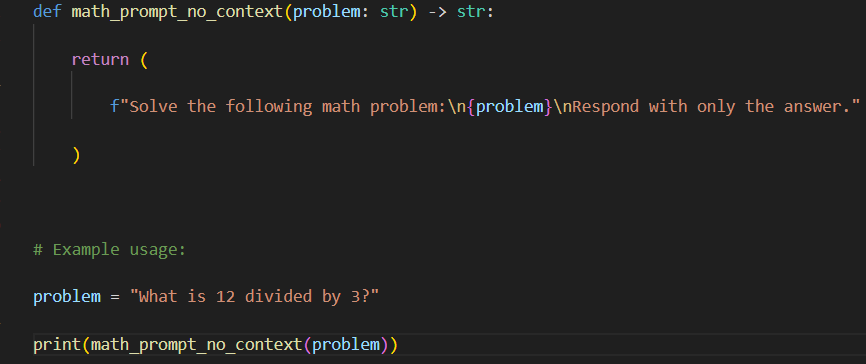 def math_prompt_no_context(problem: str) -> str:
return (
f"Solve the following math problem:\n{problem}\nRespond with only the answer."
)
# Example usage:
problem = "What is 12 divided by 3?"
print(math_prompt_no_context(problem))